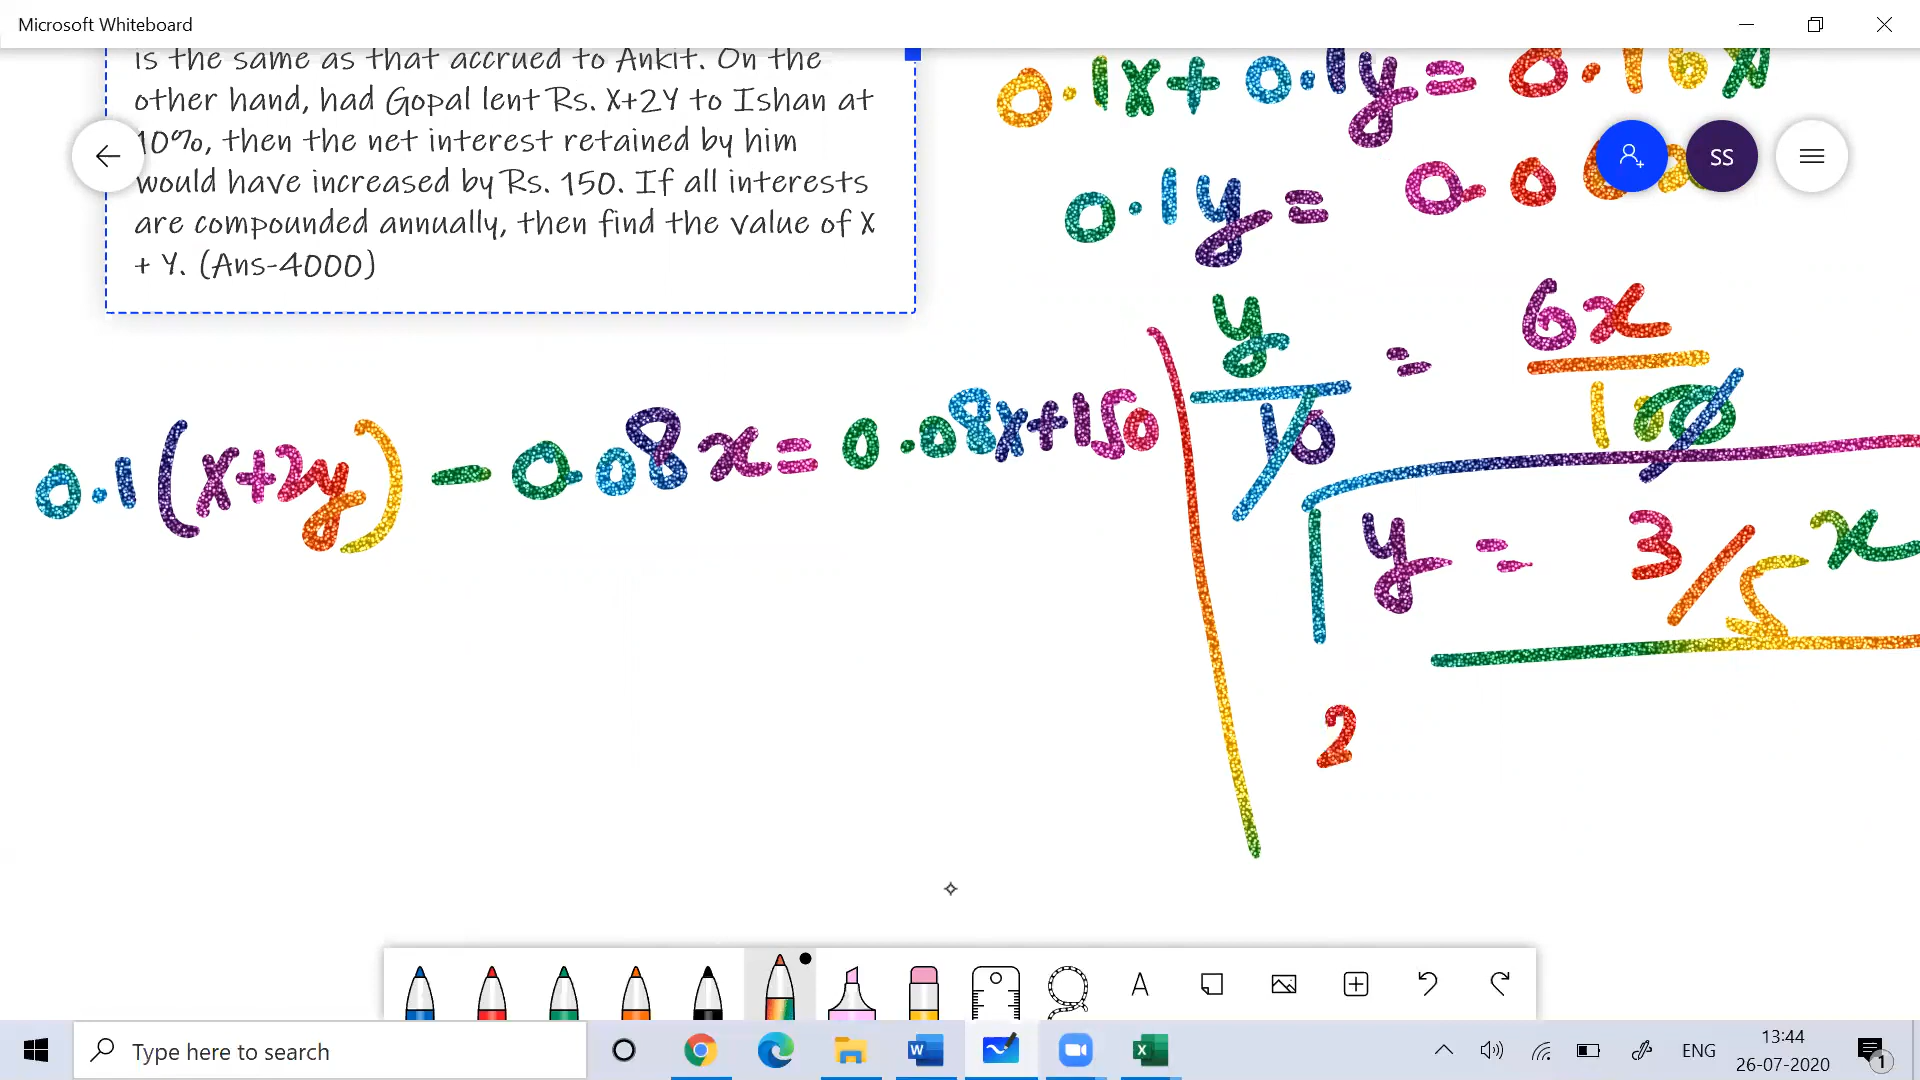 Microsoft Whiteboard
is the same as that accrued to Ankit. On the
other hand, had Gopal lent Rs. X+2Y to Ishan at
10%, then the net interest retained by him
would have increased by Rs. 150. If all interests
are compounded annually, then find the value of X
+ Y. (Ans-4000)
0.1x+ 0.1y= 0.16x
SS
0.1y=
0.1(x+2y) - 0.08x = 0.08x+150
y/10 = 6x/100
y = 3/5 x
2
A
W
X
Type here to search
ENG
13:44
26-07-2020
1